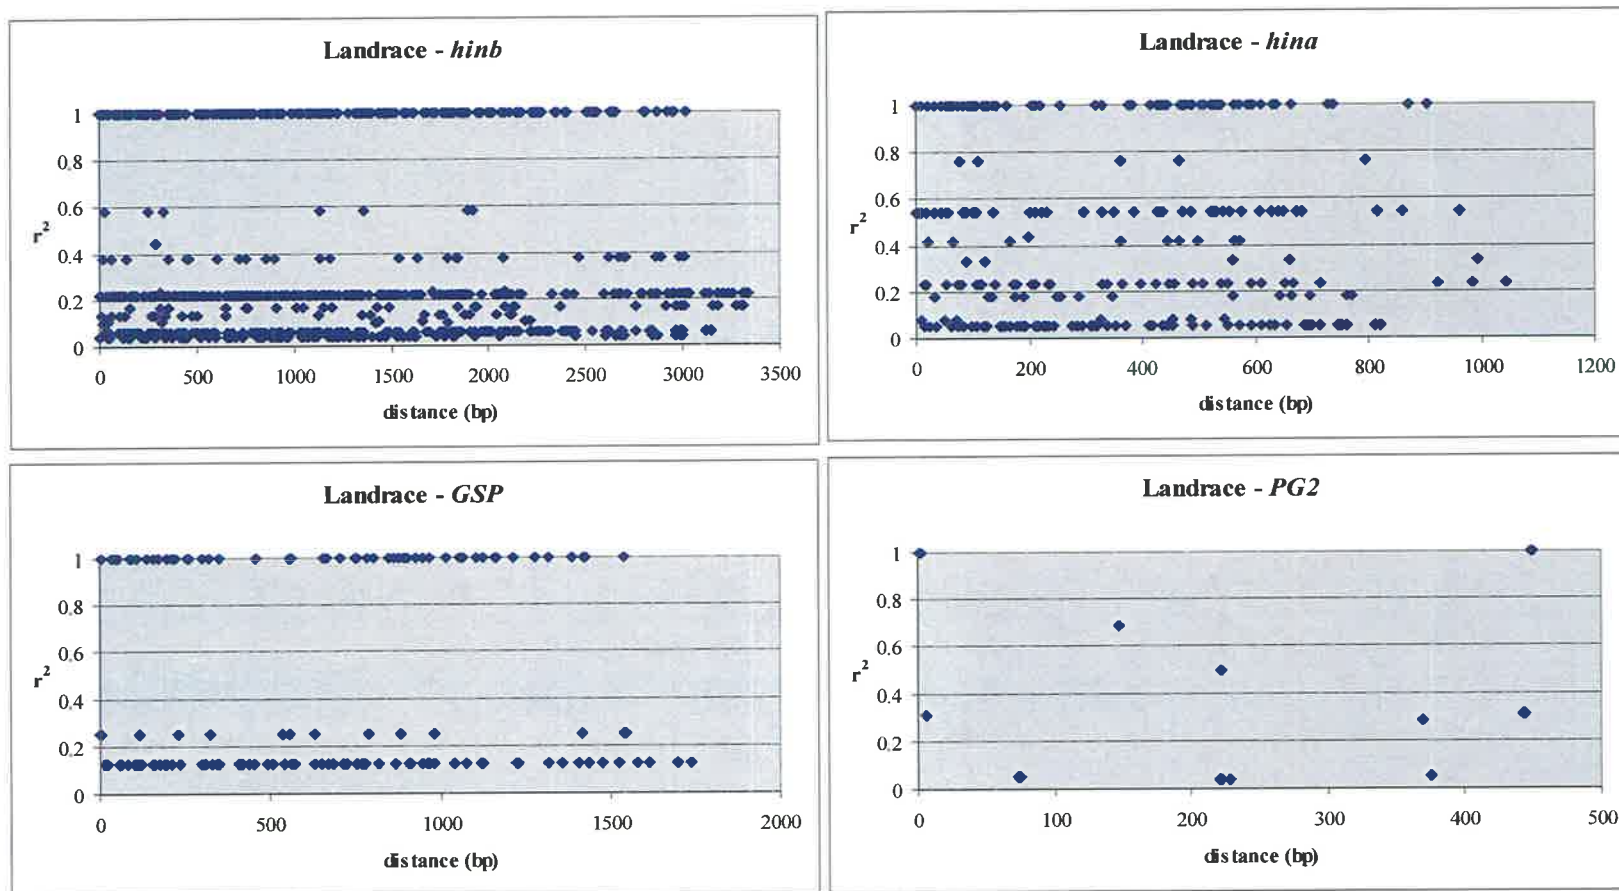 Landrace - hinb
1
0.8
0.6
r²
0.4
0.2
0
0 500 1000 1500 2000 2500 3000 3500
distance (bp)
Landrace - hina
1
0.8
0.6
r²
0.4
0.2
0
0 200 400 600 800 1000 1200
distance (bp)
Landrace - GSP
1
0.8
0.6
r²
0.4
0.2
0
0 500 1000 1500 2000
distance (bp)
Landrace - PG2
1
0.8
0.6
r²
0.4
0.2
0
0 100 200 300 400 500
distance (bp)